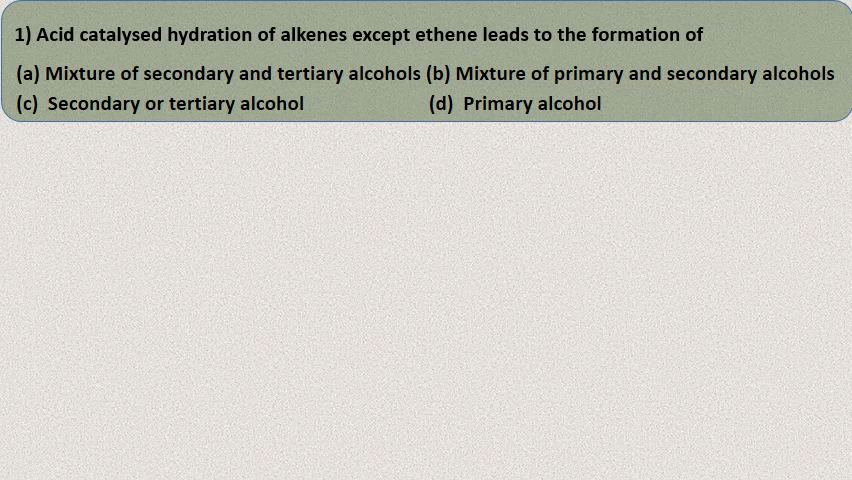 1) Acid catalysed hydration of alkenes except ethene leads to the formation of
(a) Mixture of secondary and tertiary alcohols (b) Mixture of primary and secondary alcohols
(c) Secondary or tertiary alcohol (d) Primary alcohol